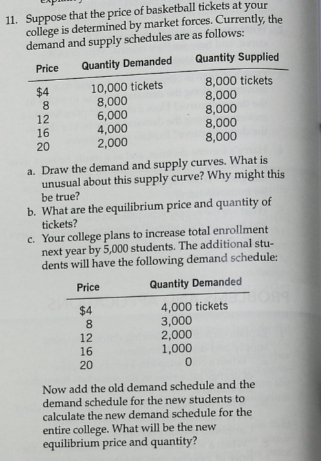 11. Suppose that the price of basketball tickets at your
college is determined by market forces. Currently, the
demand and supply schedules are as follows:
Price Quantity Demanded Quantity Supplied
$4 10,000 tickets 8,000 tickets
8 8,000 8,000
12 6,000 8,000
16 4,000 8,000
20 2,000 8,000
a. Draw the demand and supply curves. What is
unusual about this supply curve? Why might this
be true?
b. What are the equilibrium price and quantity of
tickets?
c. Your college plans to increase total enrollment
next year by 5,000 students. The additional stu-
dents will have the following demand schedule:
Price Quantity Demanded
$4 4,000 tickets
8 3,000
12 2,000
16 1,000
20 0
Now add the old demand schedule and the
demand schedule for the new students to
calculate the new demand schedule for the
entire college. What will be the new
equilibrium price and quantity?